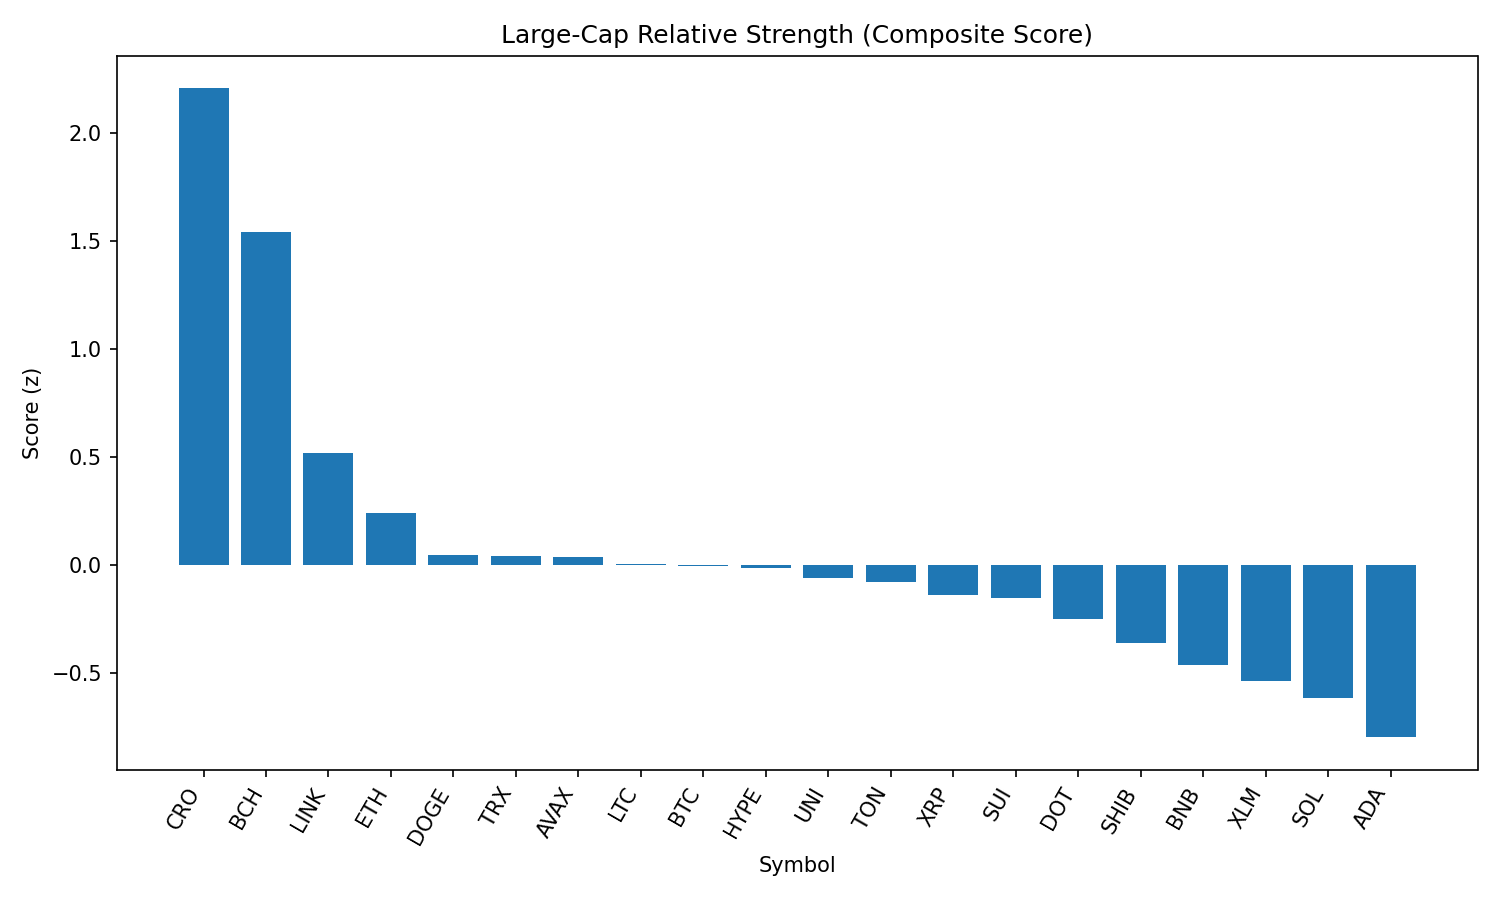 Large-Cap Relative Strength (Composite Score)
Score (z)
2.0
1.5
1.0
0.5
0.0
−0.5
CRO
BCH
LINK
ETH
DOGE
TRX
AVAX
LTC
BTC
HYPE
UNI
TON
XRP
SUI
DOT
SHIB
BNB
XLM
SOL
ADA
Symbol